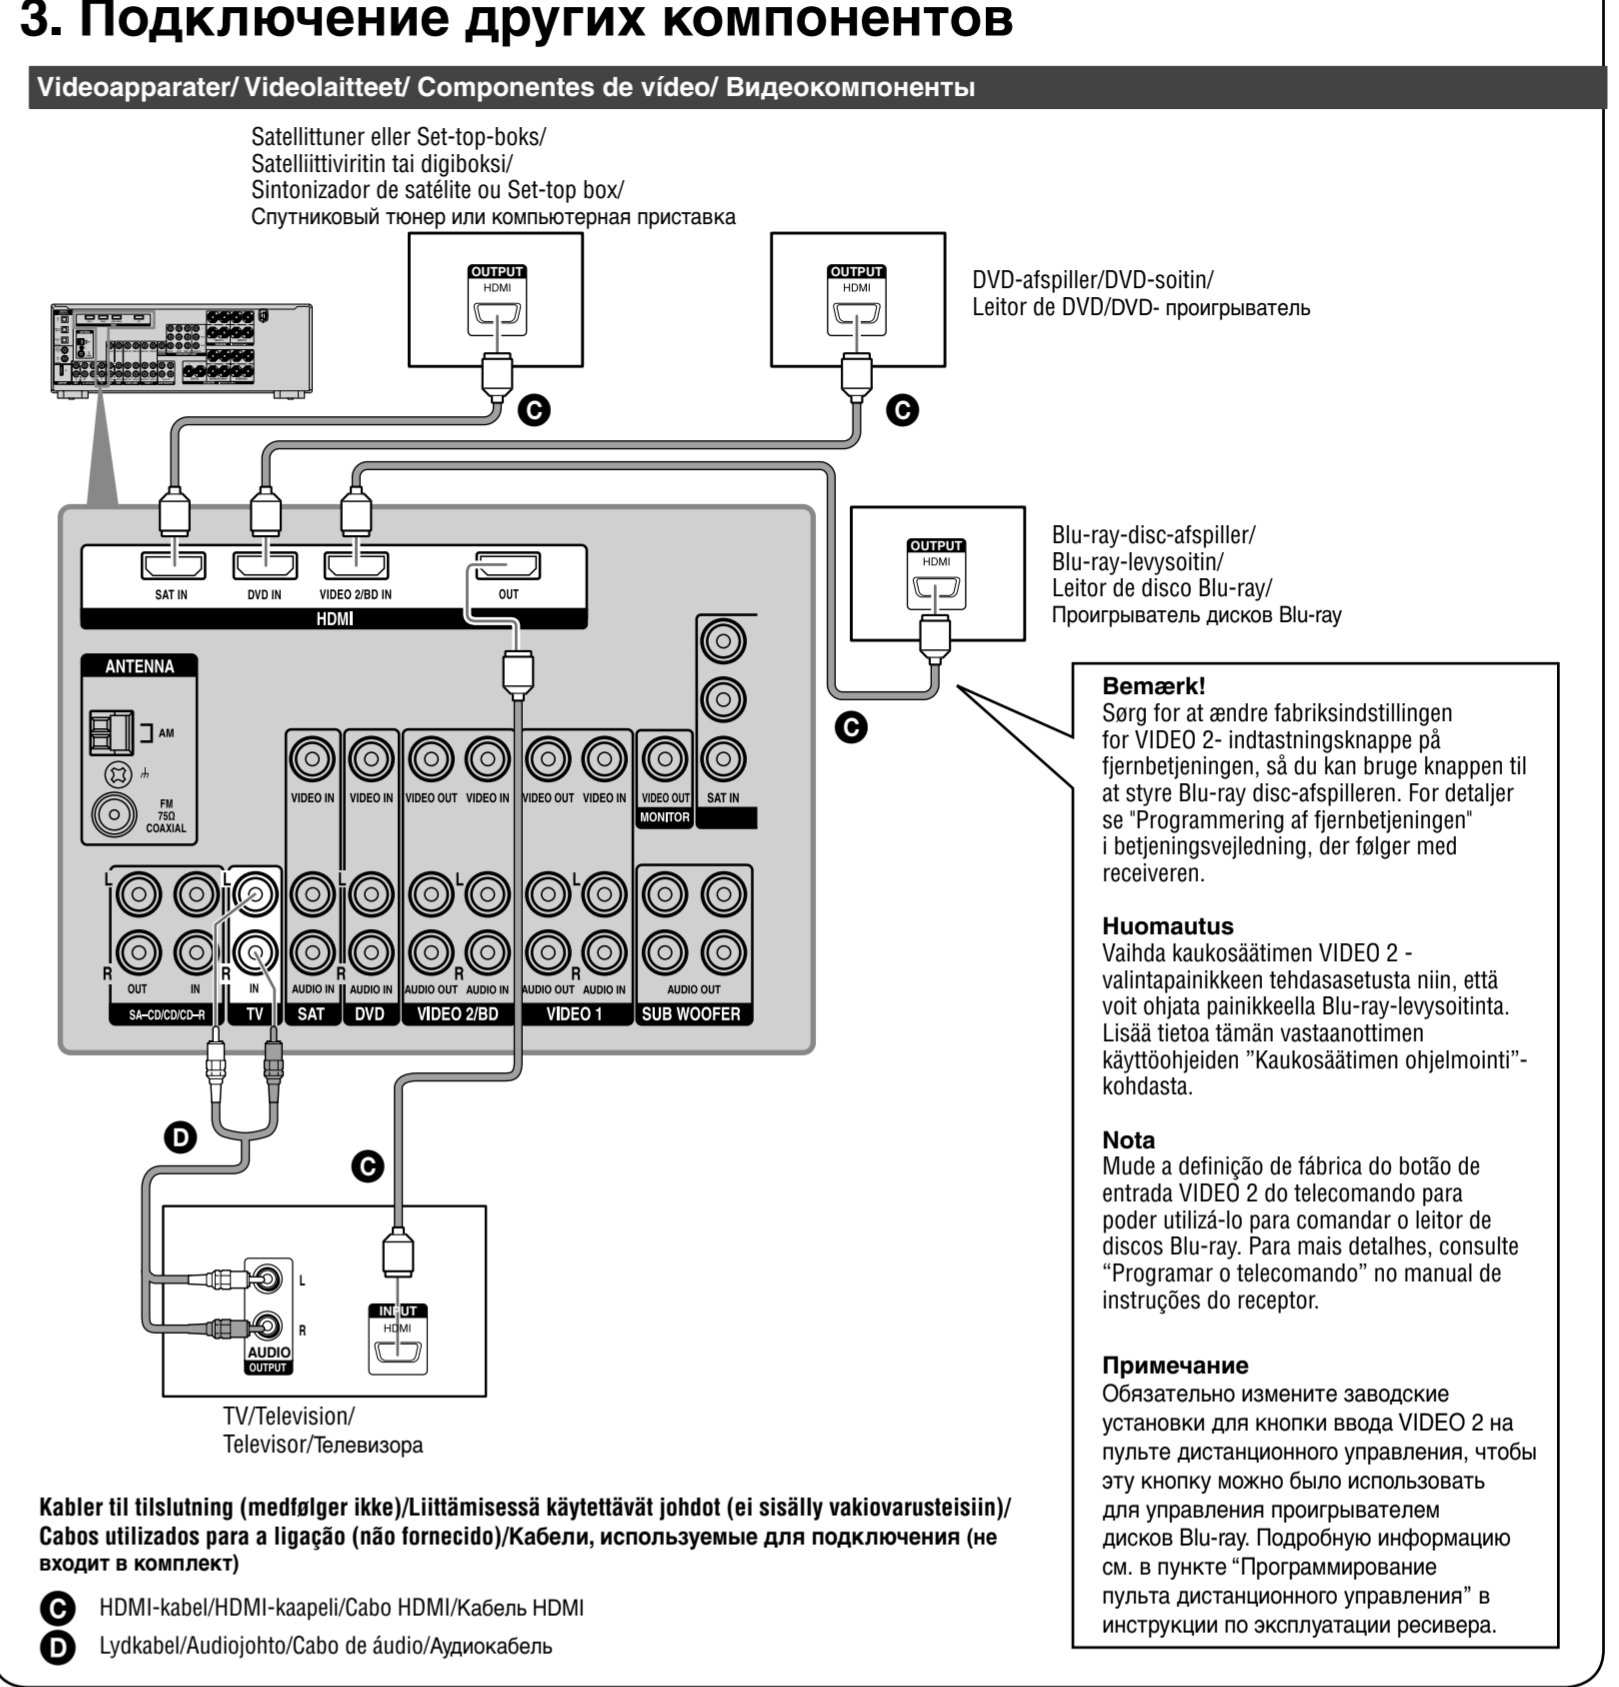 3. Подключение других компонентов
Videoapparater/ Videolaitteet/ Componentes de vídeo/ Видеокомпоненты
Satellittuner eller Set-top-boks/
Satelliittiviritin tai digiboksi/
Sintonizador de satélite ou Set-top box/
Спутниковый тюнер или компьютерная приставка
OUTPUT
HDMI
OUTPUT
HDMI
DVD-afspiller/DVD-soitin/
Leitor de DVD/DVD- проигрыватель
C
C
OUTPUT
HDMI
Blu-ray-disc-afspiller/
Blu-ray-levysoitin/
Leitor de disco Blu-ray/
Проигрыватель дисков Blu-ray
C
SAT IN DVD IN VIDEO 2/BD IN OUT
HDMI
ANTENNA
AM
FM
75Ω
COAXIAL
VIDEO IN VIDEO IN VIDEO OUT VIDEO IN VIDEO OUT VIDEO IN VIDEO OUT SAT IN
MONITOR
L L L L L
R R R R R
OUT IN IN AUDIO IN AUDIO IN AUDIO OUT AUDIO IN AUDIO OUT AUDIO IN AUDIO OUT
SA–CD/CD/CD–R TV SAT DVD VIDEO 2/BD VIDEO 1 SUB WOOFER
D
C
L
R
AUDIO
OUTPUT
INPUT
HDMI
TV/Television/
Televisor/Телевизора
Bemærk!
Sørg for at ændre fabriksindstillingen
for VIDEO 2- indtastningsknappe på
fjernbetjeningen, så du kan bruge knappen til
at styre Blu-ray disc-afspilleren. For detaljer
se "Programmering af fjernbetjeningen"
i betjeningsvejledning, der følger med
receiveren.
Huomautus
Vaihda kaukosäätimen VIDEO 2 -
valintapainikkeen tehdasasetusta niin, että
voit ohjata painikkeella Blu-ray-levysoitinta.
Lisää tietoa tämän vastaanottimen
käyttöohjeiden ”Kaukosäätimen ohjelmointi”-
kohdasta.
Nota
Mude a definição de fábrica do botão de
entrada VIDEO 2 do telecomando para
poder utilizá-lo para comandar o leitor de
discos Blu-ray. Para mais detalhes, consulte
“Programar o telecomando” no manual de
instruções do receptor.
Примечание
Обязательно измените заводские
установки для кнопки ввода VIDEO 2 на
пульте дистанционного управления, чтобы
эту кнопку можно было использовать
для управления проигрывателем
дисков Blu-ray. Подробную информацию
см. в пункте “Программирование
пульта дистанционного управления” в
инструкции по эксплуатации ресивера.
Kabler til tilslutning (medfølger ikke)/Liittämisessä käytettävät johdot (ei sisälly vakiovarusteisiin)/
Cabos utilizados para a ligação (não fornecido)/Кабели, используемые для подключения (не
входит в комплект)
C HDMI-kabel/HDMI-kaapeli/Cabo HDMI/Кабель HDMI
D Lydkabel/Audiojohto/Cabo de áudio/Аудиокабель